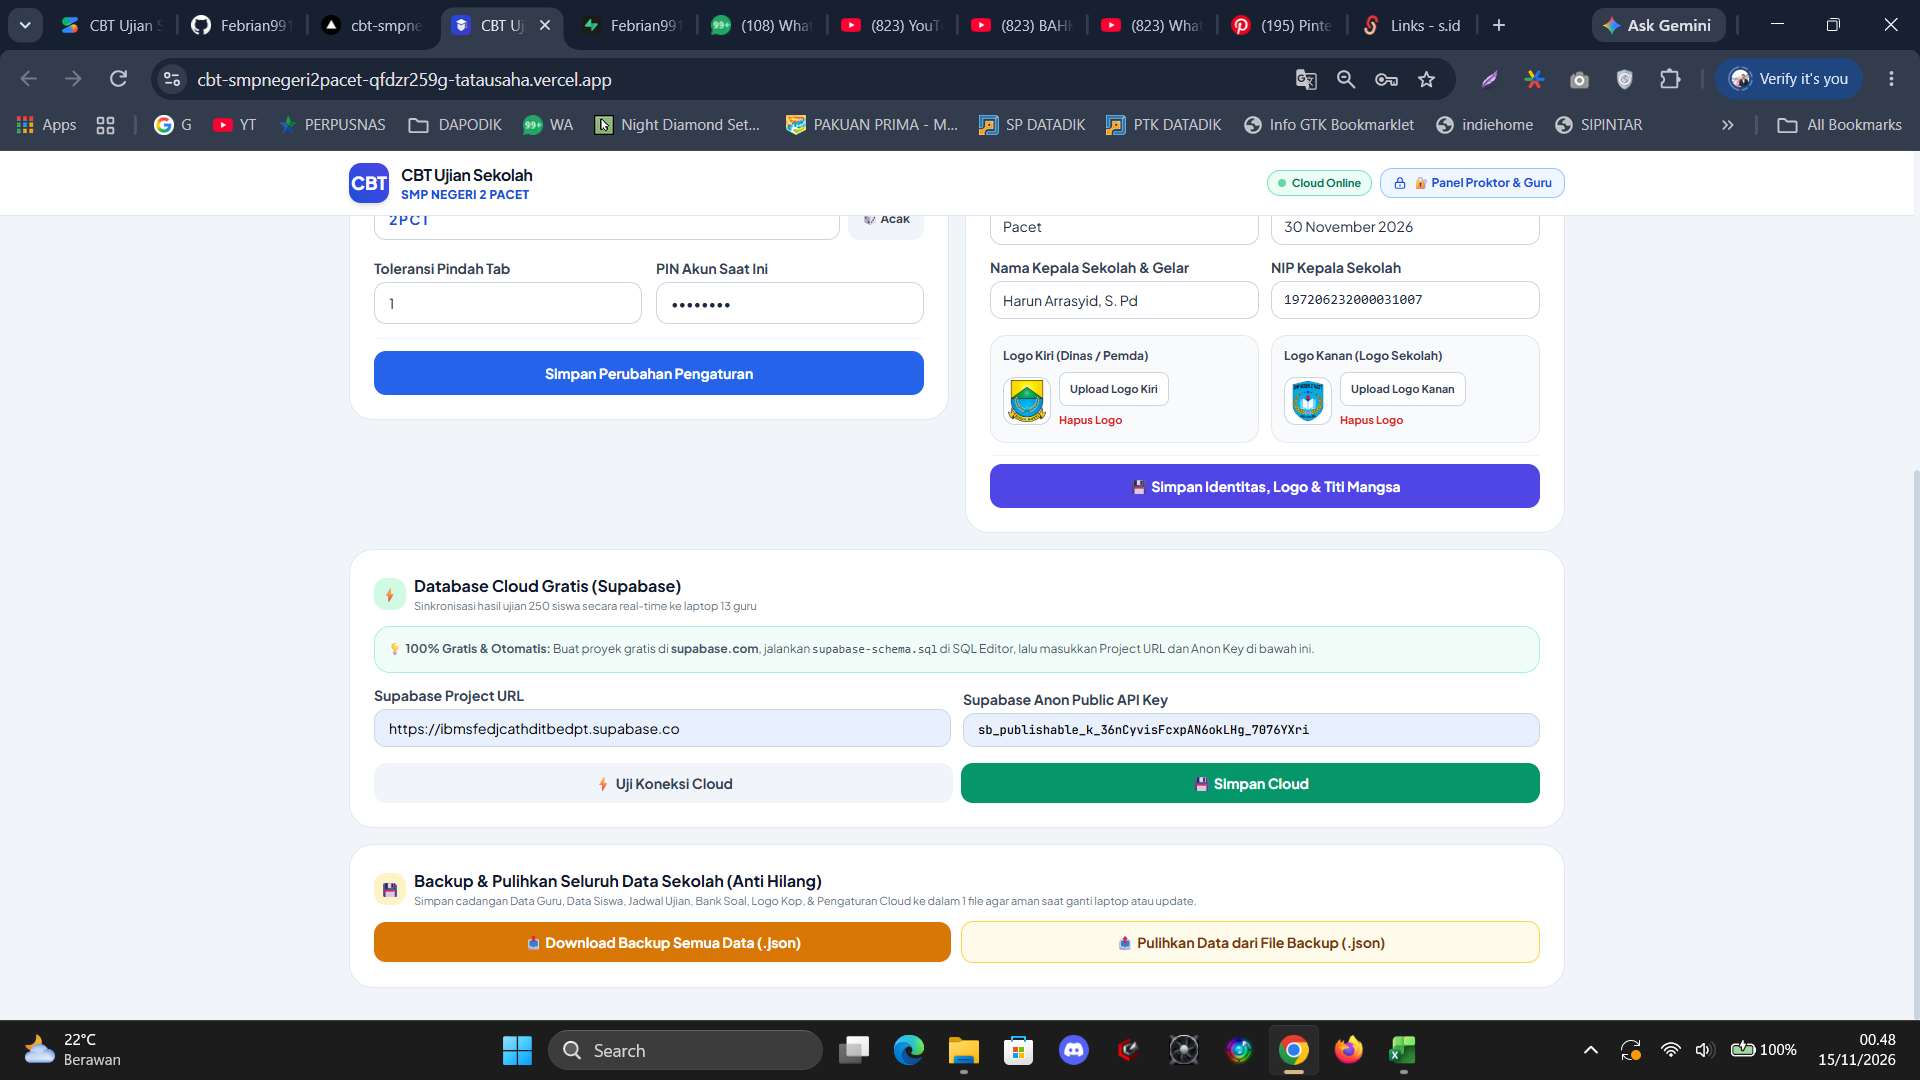 CBT Ujian S
Febrian991
cbt-smpne
CBT Uj
Febrian991
(108) What
(823) YouT
(823) BAH
(823) What
(195) Pinte
Links - s.id
Ask Gemini
cbt-smpnegeri2pacet-qfdzr259g-tatausaha.vercel.app
Verify it's you
Apps
G
YT
PERPUSNAS
DAPODIK
WA
Night Diamond Set...
PAKUAN PRIMA - M...
SP DATADIK
PTK DATADIK
Info GTK Bookmarklet
indiehome
SIPINTAR
All Bookmarks
CBT
CBT Ujian Sekolah
SMP NEGERI 2 PACET
Cloud Online
Panel Proktor & Guru
2PCT
Acak
Pacet
30 November 2026
Toleransi Pindah Tab
PIN Akun Saat Ini
1
••••••••
Simpan Perubahan Pengaturan
Nama Kepala Sekolah & Gelar
NIP Kepala Sekolah
Harun Arrasyid, S. Pd
197206232000031007
Logo Kiri (Dinas / Pemda)
Upload Logo Kiri
Hapus Logo
Logo Kanan (Logo Sekolah)
Upload Logo Kanan
Hapus Logo
Simpan Identitas, Logo & Titi Mangsa
Database Cloud Gratis (Supabase)
Sinkronisasi hasil ujian 250 siswa secara real-time ke laptop 13 guru
100% Gratis & Otomatis: Buat proyek gratis di supabase.com, jalankan supabase-schema.sql di SQL Editor, lalu masukkan Project URL dan Anon Key di bawah ini.
Supabase Project URL
Supabase Anon Public API Key
https://ibmsfedjcathditbedpt.supabase.co
sb_publishable_k_36nCyvisFcxpAN6okLHg_7076YXri
Uji Koneksi Cloud
Simpan Cloud
Backup & Pulihkan Seluruh Data Sekolah (Anti Hilang)
Simpan cadangan Data Guru, Data Siswa, Jadwal Ujian, Bank Soal, Logo Kop, & Pengaturan Cloud ke dalam 1 file agar aman saat ganti laptop atau update.
Download Backup Semua Data (.json)
Pulihkan Data dari File Backup (.json)
22°C
Berawan
Search
100%
00.48
15/11/2026